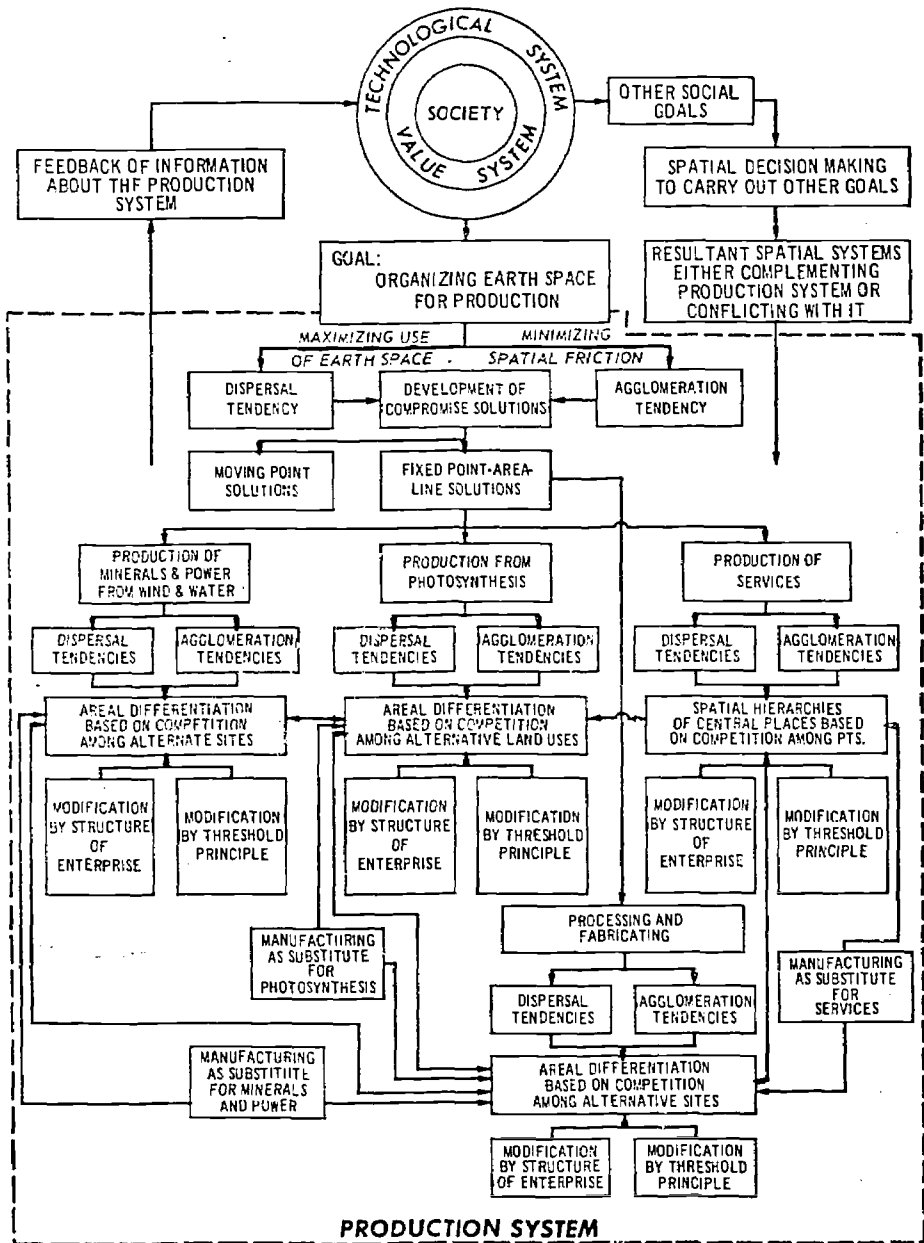 TECHNOLOGICAL SYSTEM
VALUE SYSTEM
SOCIETY
OTHER SOCIAL
GOALS
FEEDBACK OF INFORMATION
ABOUT THE PRODUCTION
SYSTEM
SPATIAL DECISION MAKING
TO CARRY OUT OTHER GOALS
GOAL:
ORGANIZING EARTH SPACE
FOR PRODUCTION
RESULTANT SPATIAL SYSTEMS
EITHER COMPLEMENTING
PRODUCTION SYSTEM OR
CONFLICTING WITH IT
MAXIMIZING USE
OF EARTH SPACE
MINIMIZING
SPATIAL FRICTION
DISPERSAL
TENDENCY
DEVELOPMENT OF
COMPROMISE SOLUTIONS
AGGLOMERATION
TENDENCY
MOVING POINT
SOLUTIONS
FIXED POINT-AREA-
LINE SOLUTIONS
PRODUCTION OF
MINERALS & POWER
FROM WIND & WATER
PRODUCTION FROM
PHOTOSYNTHESIS
PRODUCTION OF
SERVICES
DISPERSAL
TENDENCIES
AGGLOMERATION
TENDENCIES
DISPERSAL
TENDENCIES
AGGLOMERATION
TENDENCIES
DISPERSAL
TENDENCIES
AGGLOMERATION
TENDENCIES
AREAL DIFFERENTIATION
BASED ON COMPETITION
AMONG ALTERNATE SITES
AREAL DIFFERENTIATION
BASED ON COMPETITION
AMONG ALTERNATIVE LAND USES
SPATIAL HIERARCHIES
OF CENTRAL PLACES BASED
ON COMPETITION AMONG PTS.
MODIFICATION
BY STRUCTURE
OF
ENTERPRISE
MODIFICATION
BY THRESHOLD
PRINCIPLE
MODIFICATION
BY STRUCTURE
OF
ENTERPRISE
MODIFICATION
BY THRESHOLD
PRINCIPLE
MODIFICATION
BY STRUCTURE
OF
ENTERPRISE
MODIFICATION
BY THRESHOLD
PRINCIPLE
PROCESSING AND
FABRICATING
MANUFACTURING
AS SUBSTITUTE
FOR
PHOTOSYNTHESIS
MANUFACTURING
AS SUBSTITUTE
FOR
SERVICES
DISPERSAL
TENDENCIES
AGGLOMERATION
TENDENCIES
MANUFACTURING
AS SUBSTITUTE
FOR MINERALS
AND POWER
AREAL DIFFERENTIATION
BASED ON COMPETITION
AMONG ALTERNATIVE SITES
MODIFICATION
BY STRUCTURE
OF ENTERPRISE
MODIFICATION
BY THRESHOLD
PRINCIPLE
PRODUCTION SYSTEM